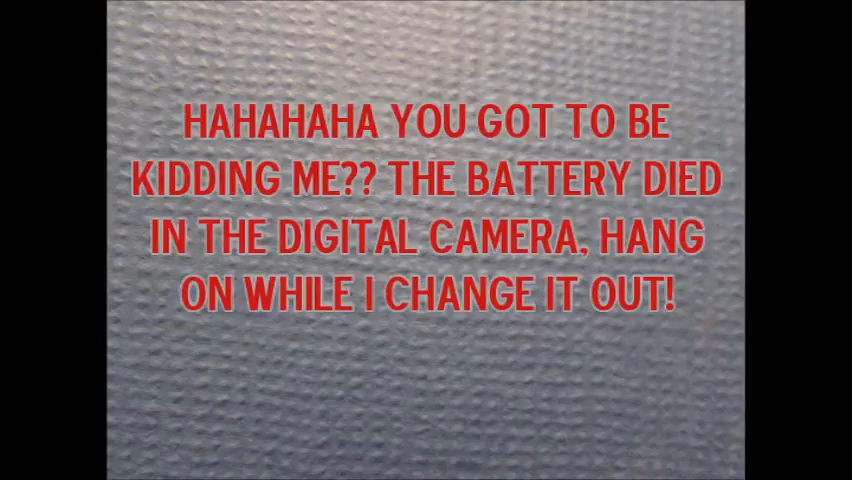 HAHAHAHA YOU GOT TO BE
KIDDING ME?? THE BATTERY DIED
IN THE DIGITAL CAMERA, HANG
ON WHILE I CHANGE IT OUT!